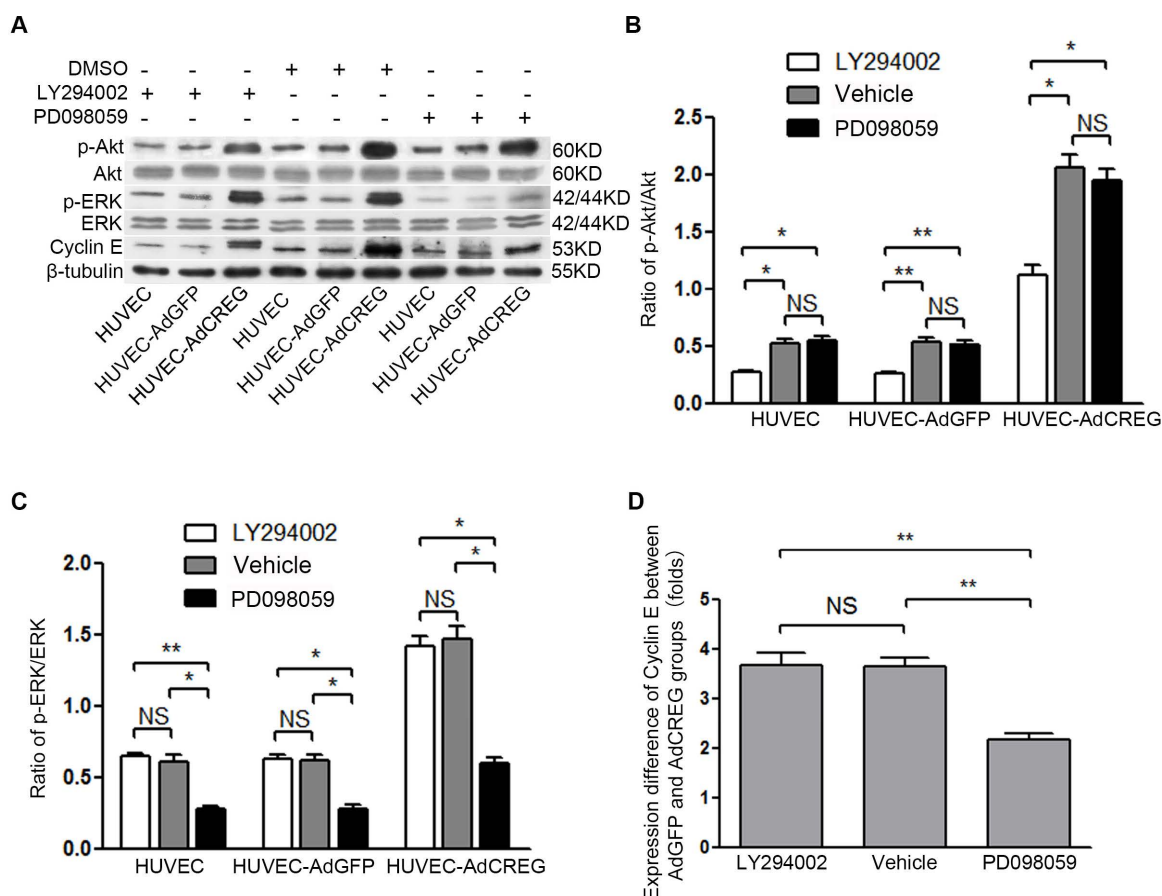 A
DMSO - - - + + + - - -
LY294002 + + + - - - - - -
PD098059 - - - - - - + + +
p-Akt 60KD
Akt 60KD
p-ERK 42/44KD
ERK 42/44KD
Cyclin E 53KD
β-tubulin 55KD
HUVEC
HUVEC-AdGFP
HUVEC-AdCREG
HUVEC
HUVEC-AdGFP
HUVEC-AdCREG
HUVEC
HUVEC-AdGFP
HUVEC-AdCREG
B
LY294002
Vehicle
PD098059
Ratio of p-Akt/Akt
2.5
2.0
1.5
1.0
0.5
0.0
* * NS
** ** NS
* * NS
HUVEC HUVEC-AdGFP HUVEC-AdCREG
C
LY294002
Vehicle
PD098059
Ratio of p-ERK/ERK
2.0
1.5
1.0
0.5
0.0
** * NS
* * NS
* * NS
HUVEC HUVEC-AdGFP HUVEC-AdCREG
D
Expression difference of Cyclin E between
AdGFP and AdCREG groups (folds)
5
4
3
2
1
0
**
**
NS
LY294002 Vehicle PD098059